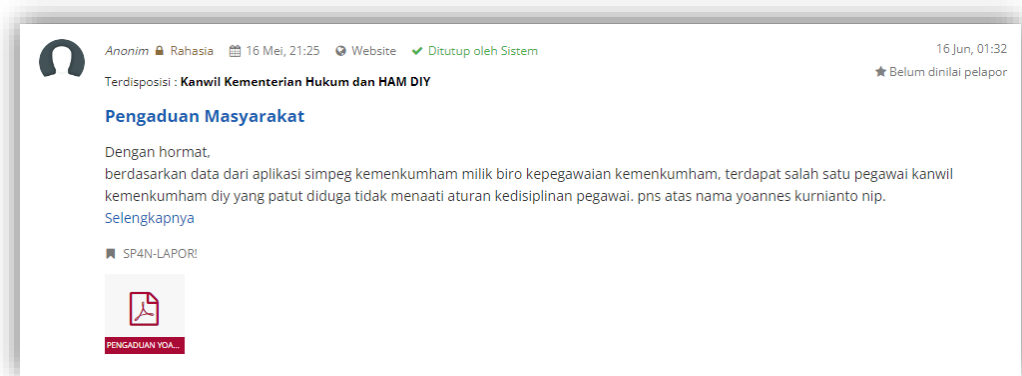 Anonim Rahasia 16 Mei, 21:25 Website Ditutup oleh Sistem
16 Jun, 01:32
Terdisposisi : Kanwil Kementerian Hukum dan HAM DIY
Belum dinilai pelapor
Pengaduan Masyarakat
Dengan hormat,
berdasarkan data dari aplikasi simpeg kemenkumham milik biro kepegawaian kemenkumham, terdapat salah satu pegawai kanwil
kemenkumham diy yang patut diduga tidak menaati aturan kedisiplinan pegawai. pns atas nama yoannes kurnianto nip.
Selengkapnya
SP4N-LAPOR!
PENGADUAN YOA...